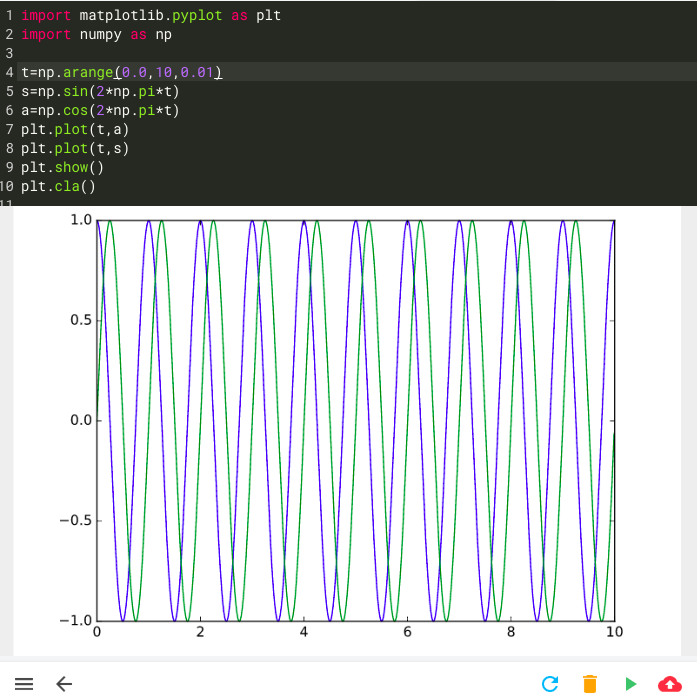 1 import matplotlib.pyplot as plt
2 import numpy as np
3
4 t=np.arange(0.0,10,0.01)
5 s=np.sin(2*np.pi*t)
6 a=np.cos(2*np.pi*t)
7 plt.plot(t,a)
8 plt.plot(t,s)
9 plt.show()
10 plt.cla()
11
1.0
0.5
0.0
−0.5
−1.0
0 2 4 6 8 10